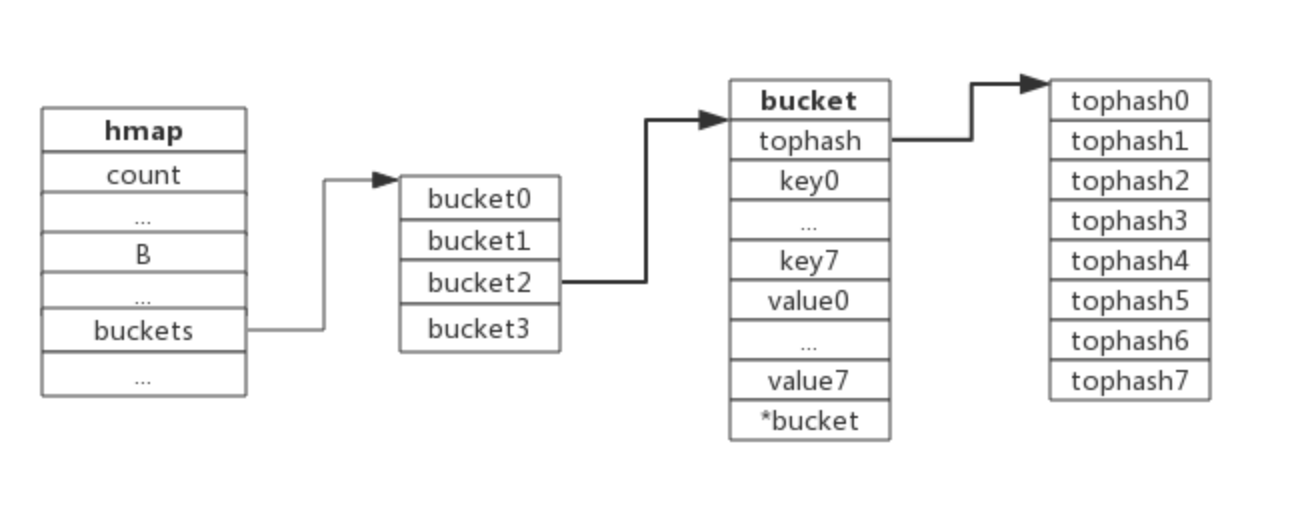 hmap
count
...
B
...
buckets
...
bucket0
bucket1
bucket2
bucket3
bucket
tophash
key0
...
key7
value0
...
value7
*bucket
tophash0
tophash1
tophash2
tophash3
tophash4
tophash5
tophash6
tophash7